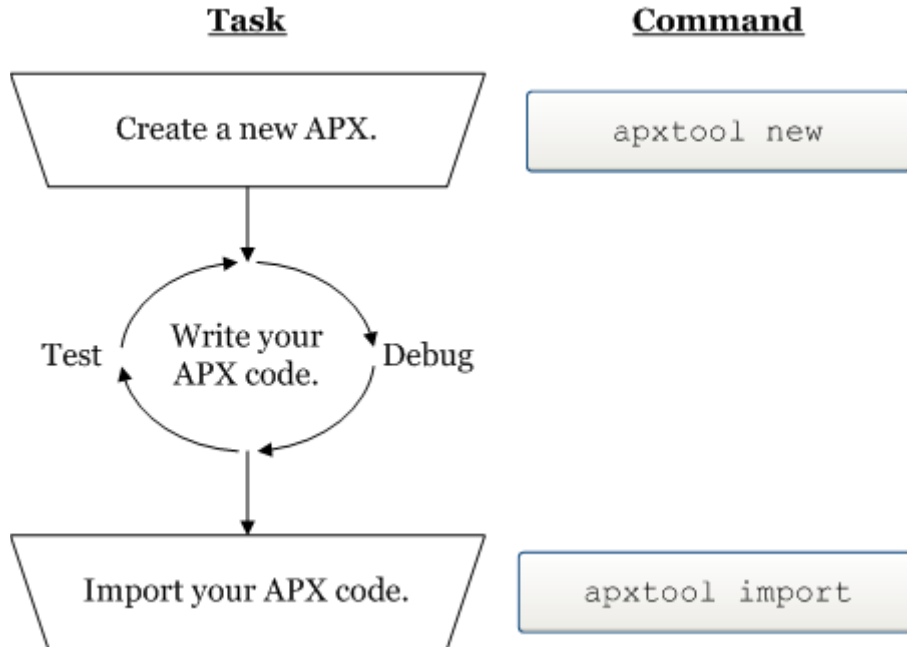 Task
Command
Create a new APX.
apxtool new
Write your
APX code.
Test
Debug
Import your APX code.
apxtool import